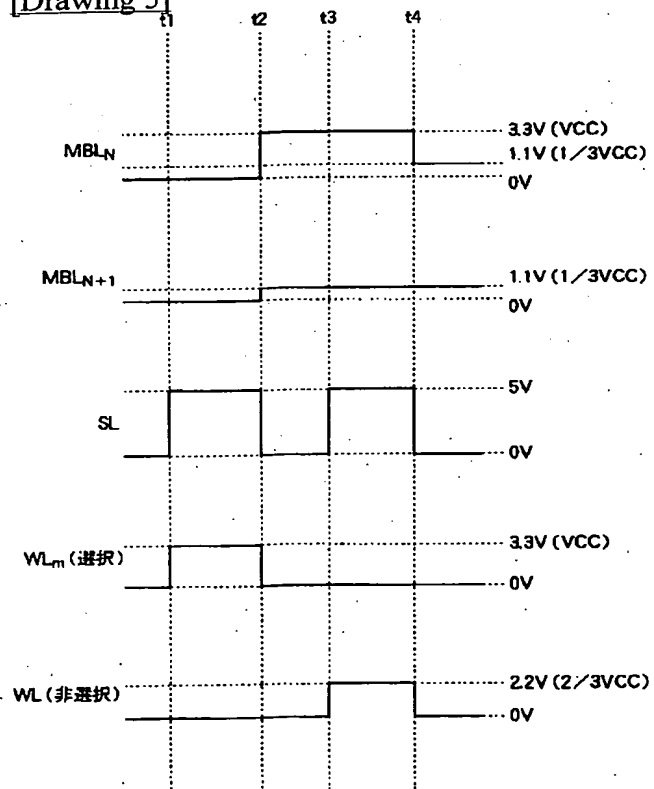 [Drawing 5]
t1 t2 t3 t4
MBLN
3.3V (VCC)
1.1V (1/3VCC)
0V
MBLN+1
1.1V (1/3VCC)
0V
SL
5V
0V
WLm (選択)
3.3V (VCC)
0V
WL (非選択)
2.2V (2/3VCC)
0V